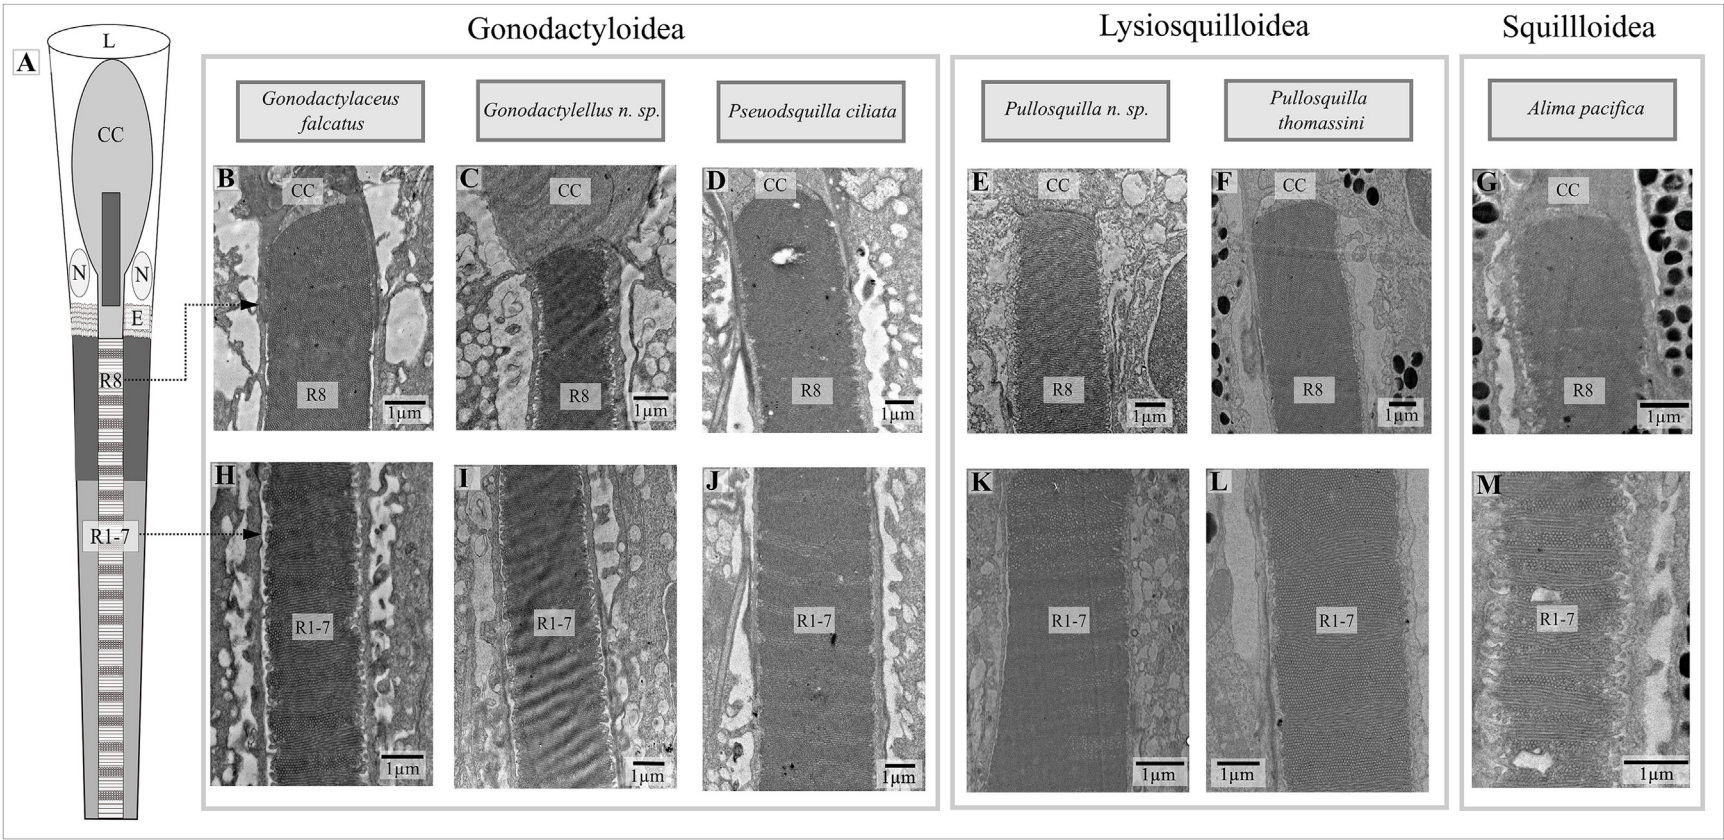 Gonodactyloidea
Lysiosquilloidea
Squillloidea
A
L
CC
N
N
E
R8
R1-7
Gonodactylaceus
falcatus
Gonodactylellus n. sp.
Pseuodsquilla ciliata
Pullosquilla n. sp.
Pullosquilla
thomassini
Alima pacifica
B
CC
R8
1µm
C
CC
R8
1µm
D
CC
R8
1µm
E
CC
R8
1µm
F
CC
R8
1µm
G
CC
R8
1µm
H
R1-7
1µm
I
R1-7
1µm
J
R1-7
1µm
K
R1-7
1µm
L
R1-7
1µm
M
R1-7
1µm